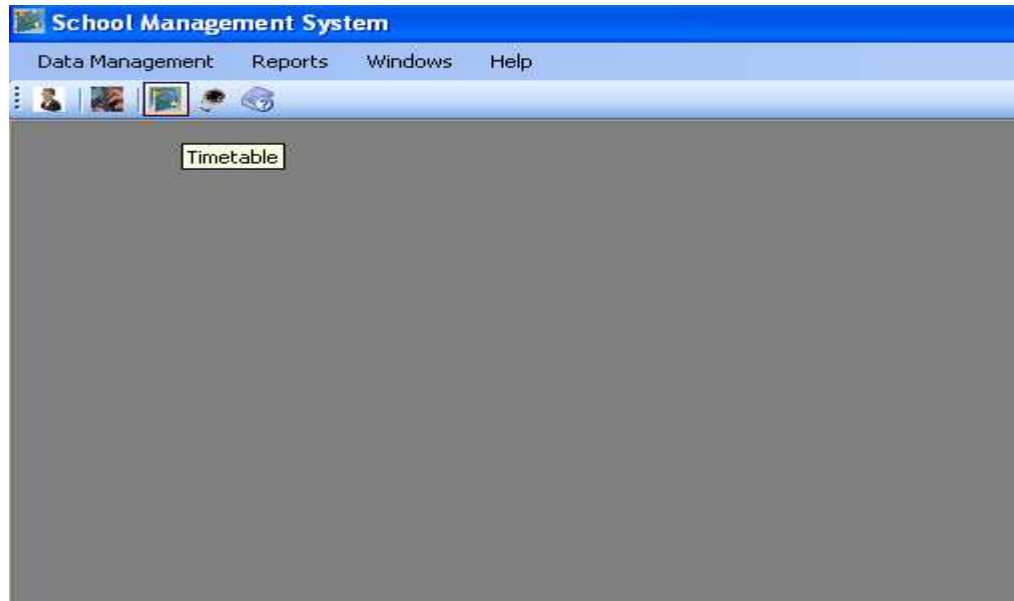 School Management System
Data Management Reports Windows Help
Timetable